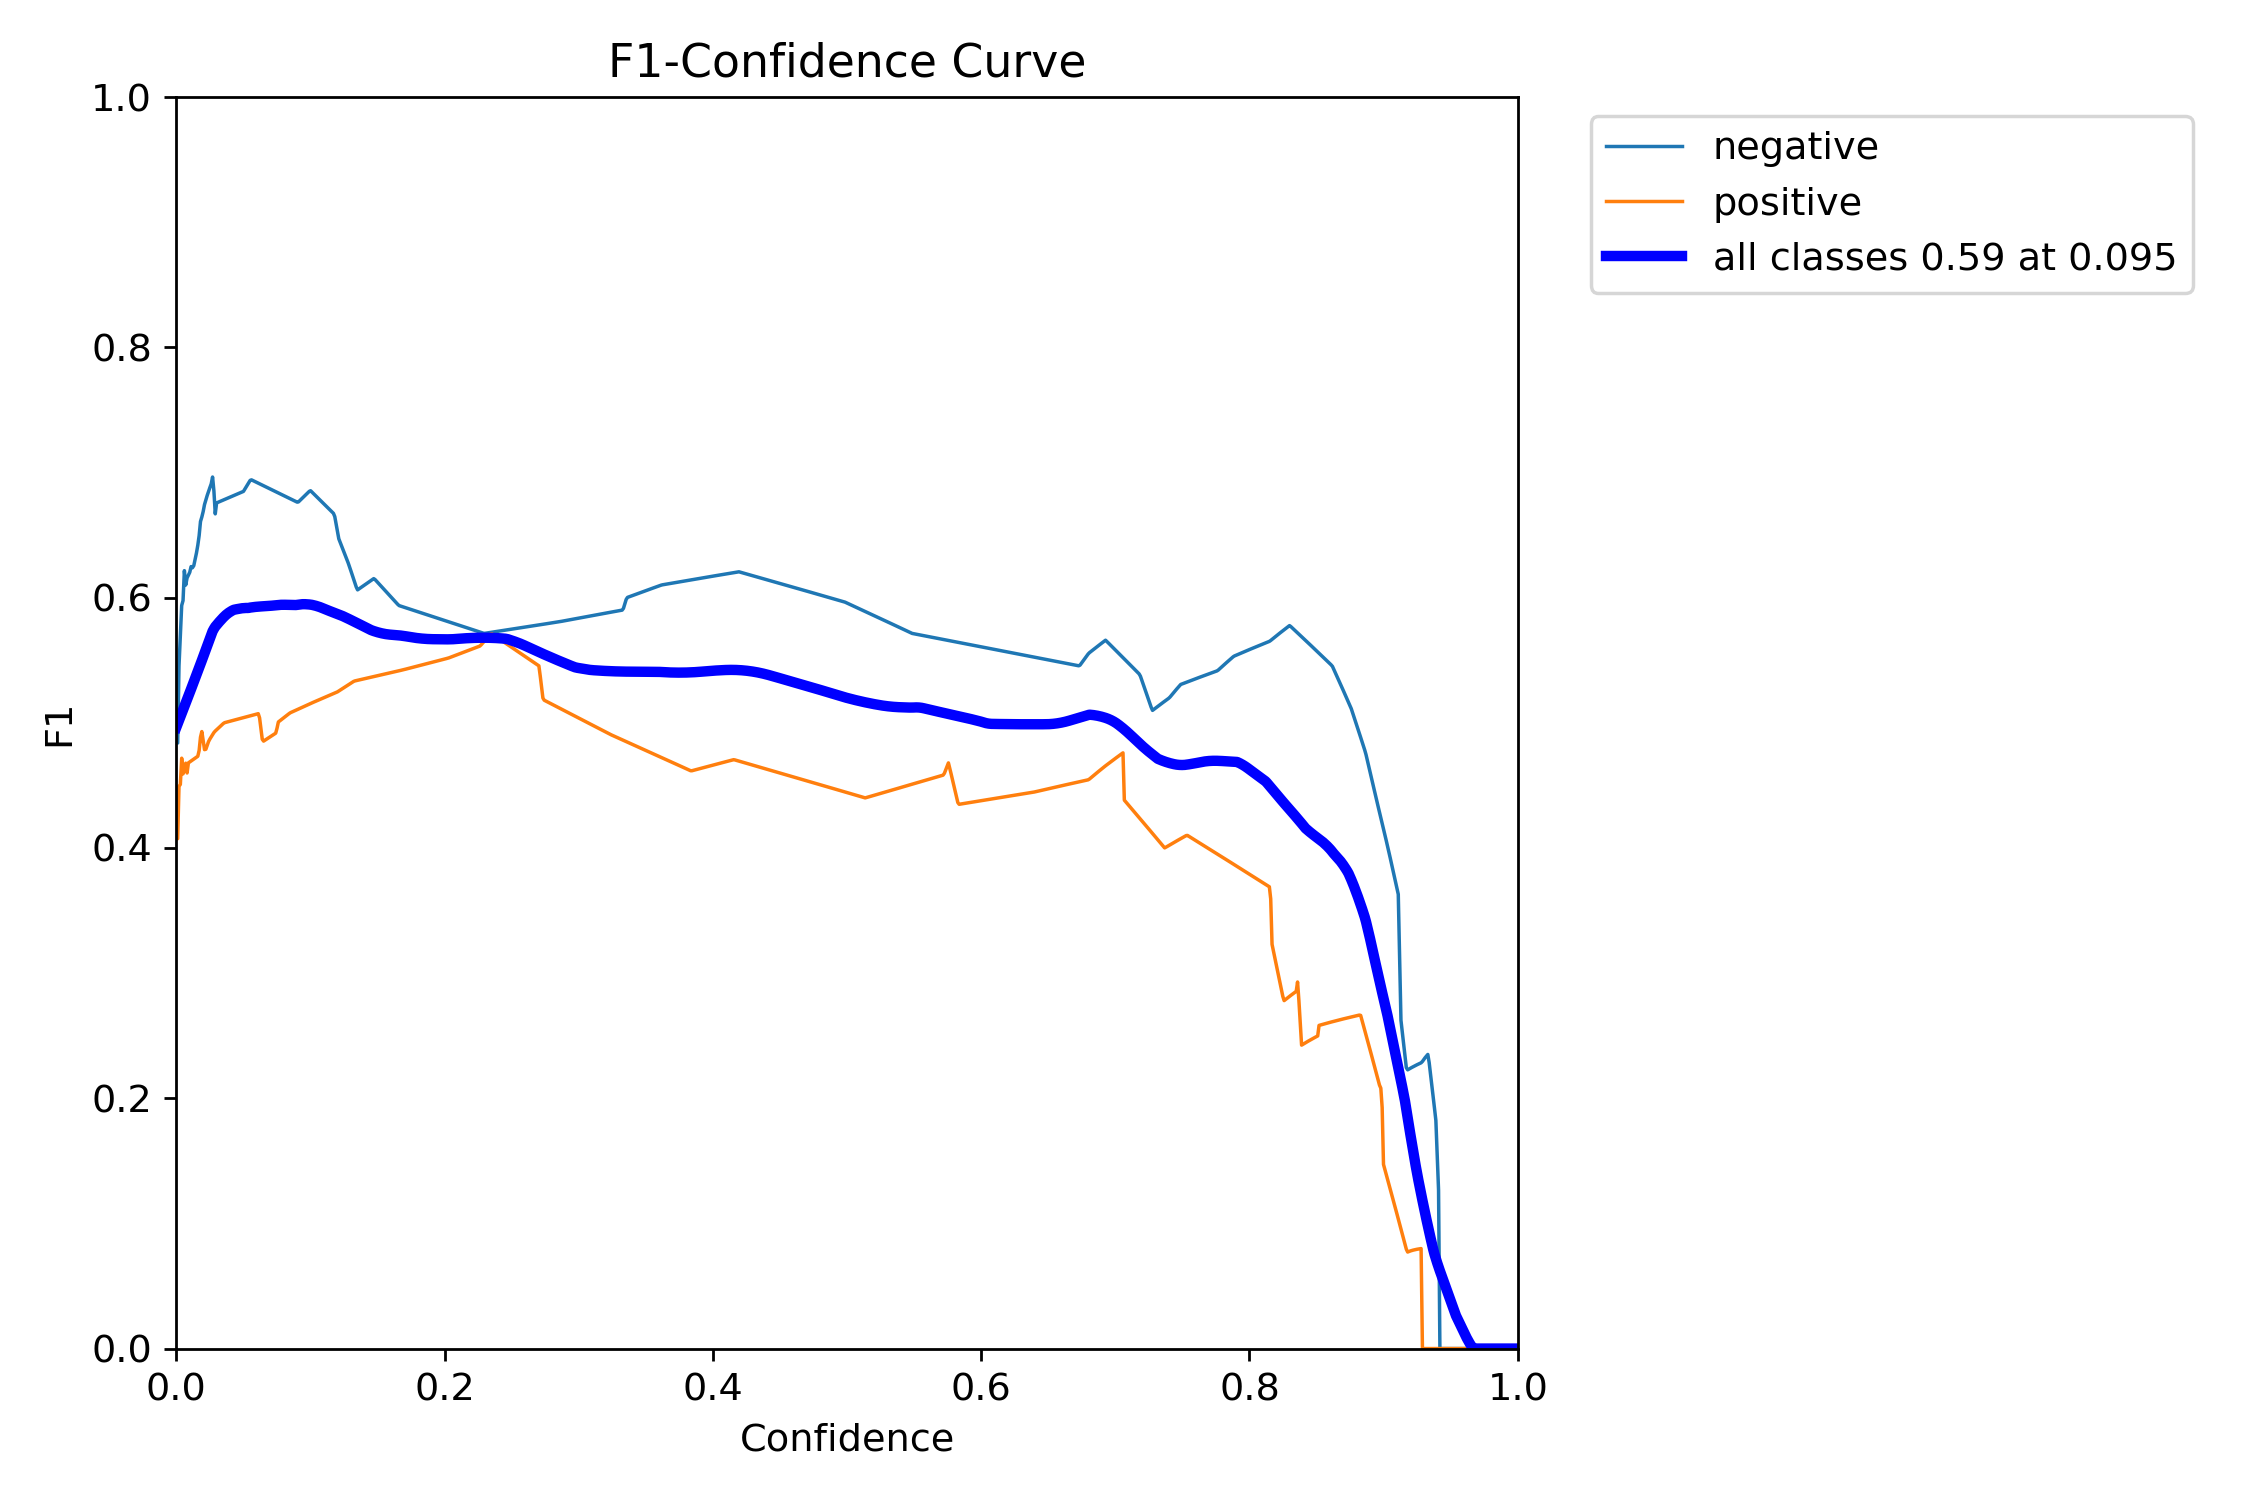 F1-Confidence Curve
1.0
0.8
0.6
0.4
0.2
0.0
F1
0.0 0.2 0.4 0.6 0.8 1.0
Confidence
negative
positive
all classes 0.59 at 0.095